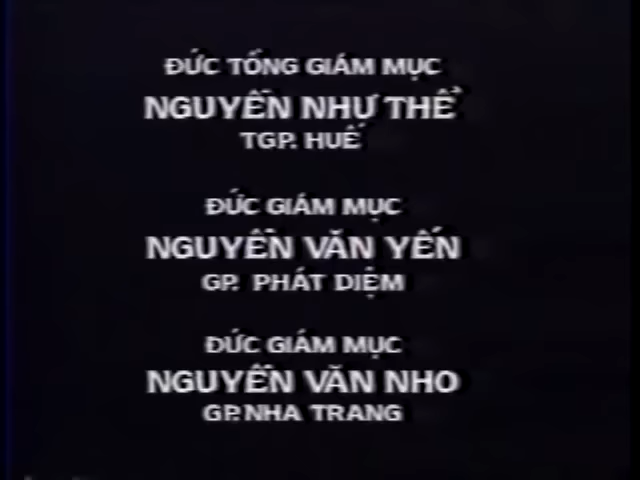 ĐỨC TỔNG GIÁM MỤC
NGUYỄN NHƯ THỂ
TGP. HUẾ
ĐỨC GIÁM MỤC
NGUYỄN VĂN YẾN
GP. PHÁT DIỆM
ĐỨC GIÁM MỤC
NGUYỄN VĂN NHO
GP. NHA TRANG